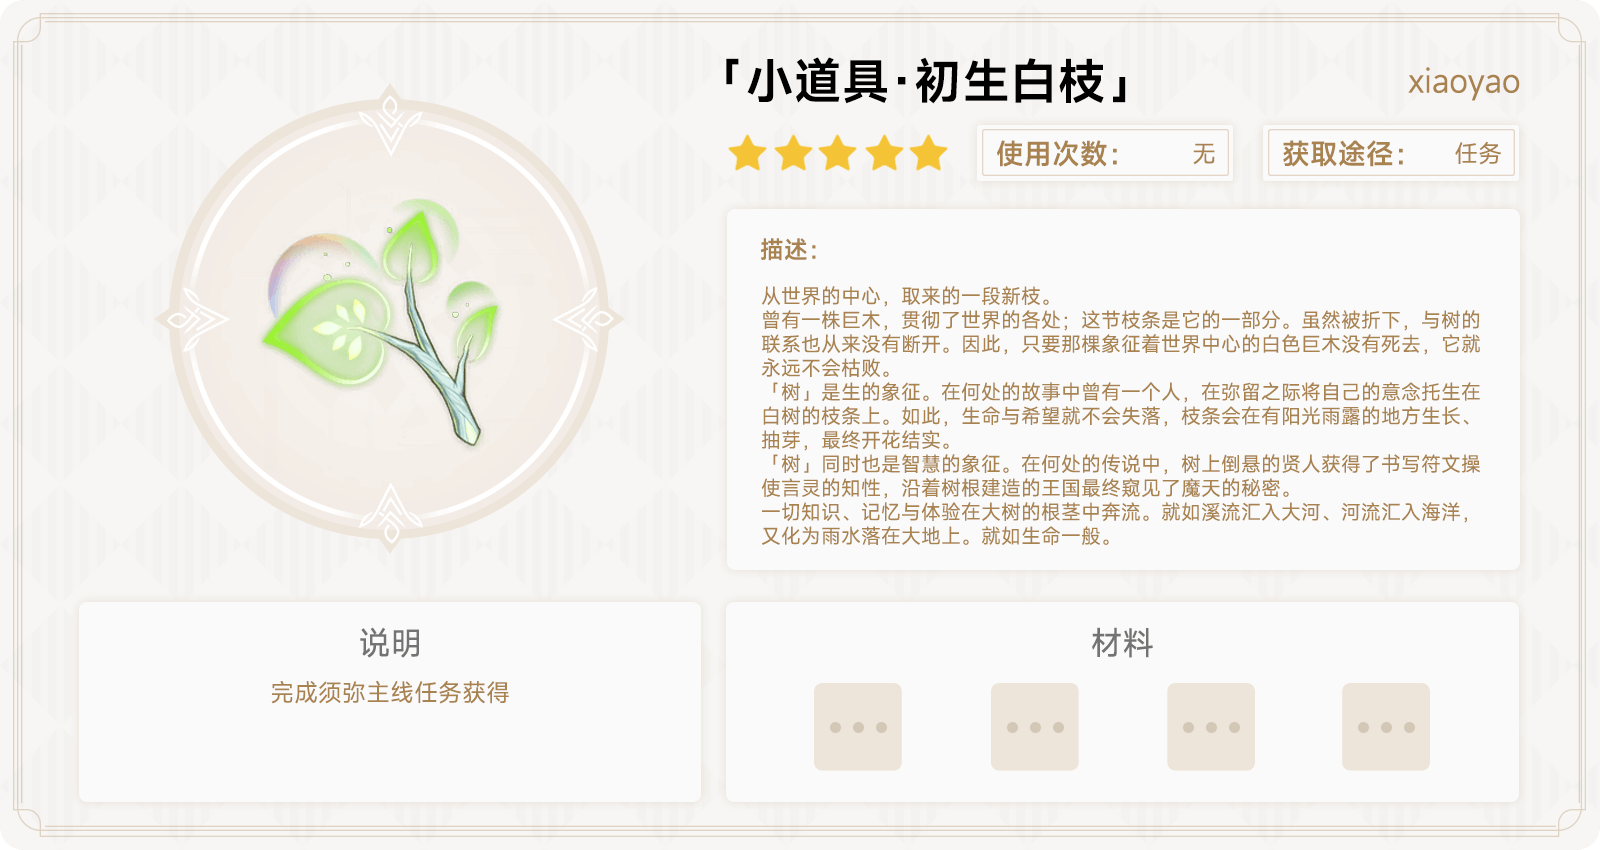 「小道具·初生白枝」
xiaoyao
使用次数： 无
获取途径： 任务
描述：
从世界的中心，取来的一段新枝。
曾有一株巨木，贯彻了世界的各处；这节枝条是它的一部分。虽然被折下，与树的
联系也从来没有断开。因此，只要那棵象征着世界中心的白色巨木没有死去，它就
永远不会枯败。
「树」是生的象征。在何处的故事中曾有一个人，在弥留之际将自己的意念托生在
白树的枝条上。如此，生命与希望就不会失落，枝条会在有阳光雨露的地方生长、
抽芽，最终开花结实。
「树」同时也是智慧的象征。在何处的传说中，树上倒悬的贤人获得了书写符文操
使言灵的知性，沿着树根建造的王国最终窥见了魔天的秘密。
一切知识、记忆与体验在大树的根茎中奔流。就如溪流汇入大河、河流汇入海洋，
又化为雨水落在大地上。就如生命一般。
说明
完成须弥主线任务获得
材料